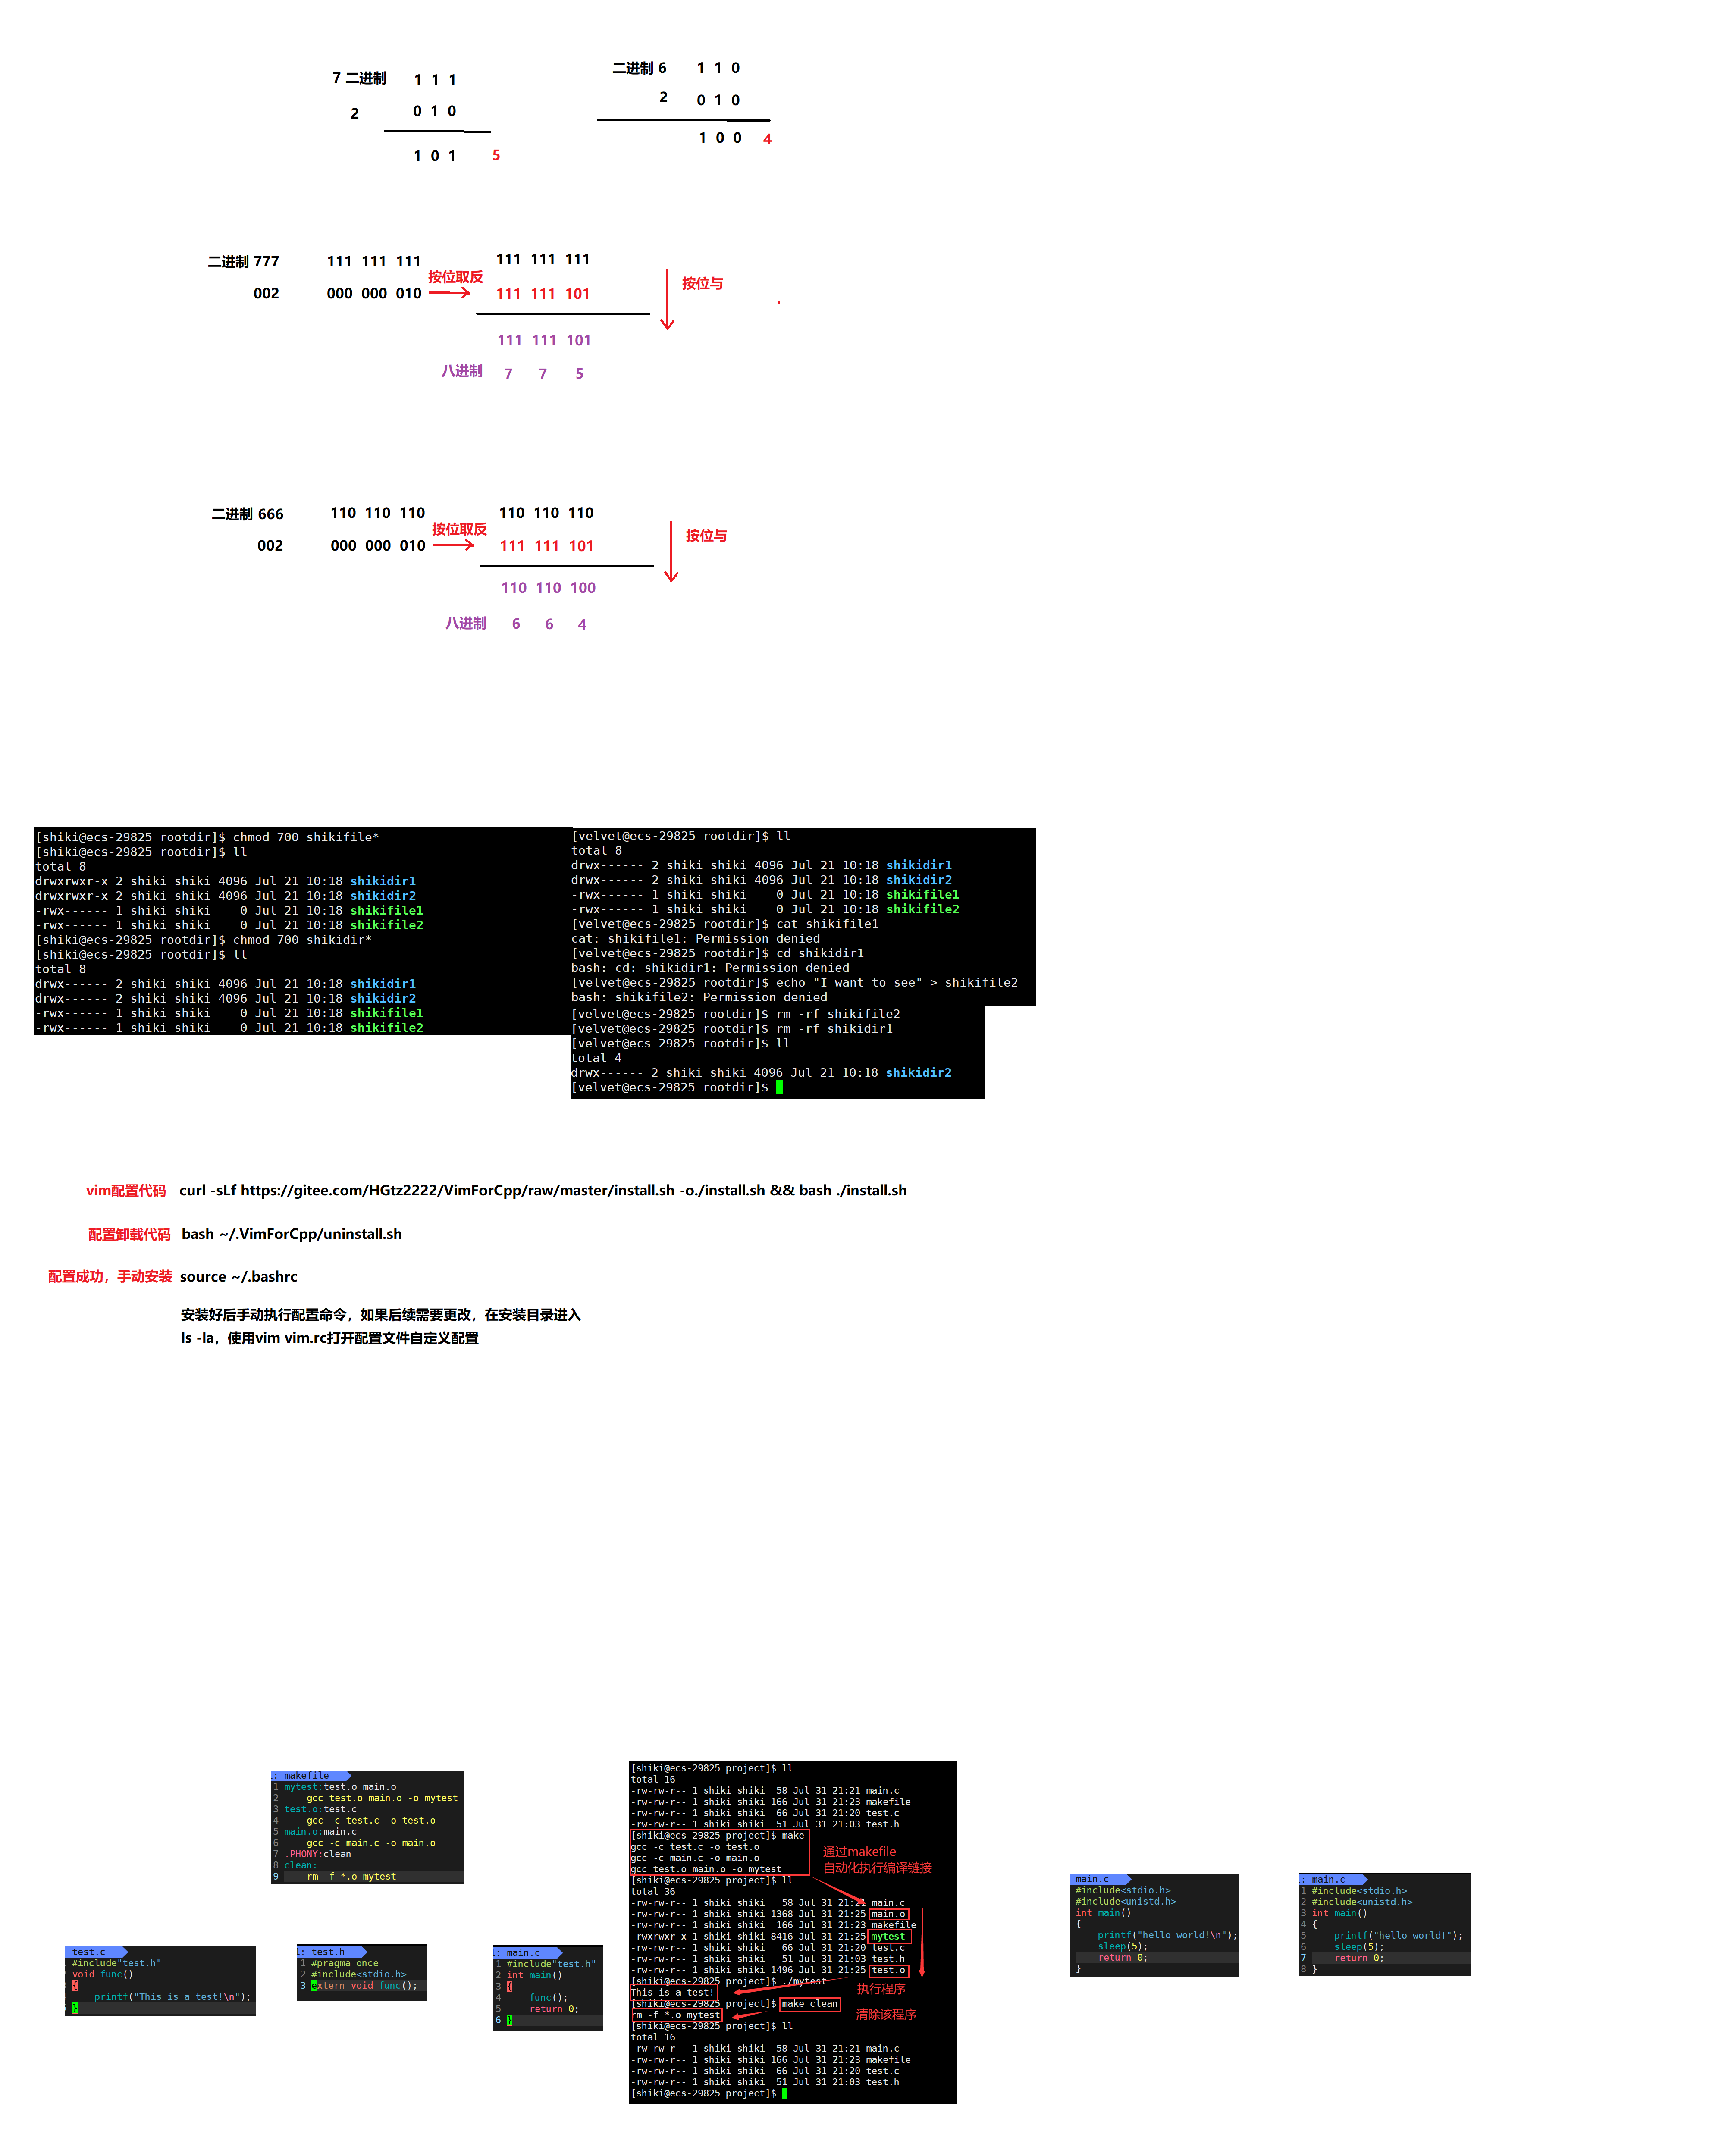 7 二进制 1 1 1
2 0 1 0
1 0 1 5
二进制 6 1 1 0
2 0 1 0
1 0 0 4
二进制 777 111 111 111
002 000 000 010
按位取反
111 111 111
111 111 101
按位与
111 111 101
八进制 7 7 5
二进制 666 110 110 110
002 000 000 010
按位取反
110 110 110
111 111 101
按位与
110 110 100
八进制 6 6 4
[shiki@ecs-29825 rootdir]$ chmod 700 shikifile*
[shiki@ecs-29825 rootdir]$ ll
total 8
drwxrwxr-x 2 shiki shiki 4096 Jul 21 10:18 shikidir1
drwxrwxr-x 2 shiki shiki 4096 Jul 21 10:18 shikidir2
-rwx------ 1 shiki shiki    0 Jul 21 10:18 shikifile1
-rwx------ 1 shiki shiki    0 Jul 21 10:18 shikifile2
[shiki@ecs-29825 rootdir]$ chmod 700 shikidir*
[shiki@ecs-29825 rootdir]$ ll
total 8
drwx------ 2 shiki shiki 4096 Jul 21 10:18 shikidir1
drwx------ 2 shiki shiki 4096 Jul 21 10:18 shikidir2
-rwx------ 1 shiki shiki    0 Jul 21 10:18 shikifile1
-rwx------ 1 shiki shiki    0 Jul 21 10:18 shikifile2
[velvet@ecs-29825 rootdir]$ ll
total 8
drwx------ 2 shiki shiki 4096 Jul 21 10:18 shikidir1
drwx------ 2 shiki shiki 4096 Jul 21 10:18 shikidir2
-rwx------ 1 shiki shiki    0 Jul 21 10:18 shikifile1
-rwx------ 1 shiki shiki    0 Jul 21 10:18 shikifile2
[velvet@ecs-29825 rootdir]$ cat shikifile1
cat: shikifile1: Permission denied
[velvet@ecs-29825 rootdir]$ cd shikidir1
bash: cd: shikidir1: Permission denied
[velvet@ecs-29825 rootdir]$ echo "I want to see" > shikifile2
bash: shikifile2: Permission denied
[velvet@ecs-29825 rootdir]$ rm -rf shikifile2
[velvet@ecs-29825 rootdir]$ rm -rf shikidir1
[velvet@ecs-29825 rootdir]$ ll
total 4
drwx------ 2 shiki shiki 4096 Jul 21 10:18 shikidir2
[velvet@ecs-29825 rootdir]$
vim配置代码 curl -sLf https://gitee.com/HGtz2222/VimForCpp/raw/master/install.sh -o./install.sh && bash ./install.sh
配置卸载代码 bash ~/.VimForCpp/uninstall.sh
配置成功，手动安装 source ~/.bashrc
安装好后手动执行配置命令，如果后续需要更改，在安装目录进入
ls -la，使用vim vim.rc打开配置文件自定义配置
1: makefile
1 mytest:test.o main.o
2     gcc test.o main.o -o mytest
3 test.o:test.c
4     gcc -c test.c -o test.o
5 main.o:main.c
6     gcc -c main.c -o main.o
7 .PHONY:clean
8 clean:
9     rm -f *.o mytest
test.c
#include"test.h"
void func()
{
    printf("This is a test!\n");
}
1: test.h
1 #pragma once
2 #include<stdio.h>
3 extern void func();
1: main.c
1 #include"test.h"
2 int main()
3 {
4     func();
5     return 0;
6 }
[shiki@ecs-29825 project]$ ll
total 16
-rw-rw-r-- 1 shiki shiki  58 Jul 31 21:21 main.c
-rw-rw-r-- 1 shiki shiki 166 Jul 31 21:23 makefile
-rw-rw-r-- 1 shiki shiki  66 Jul 31 21:20 test.c
-rw-rw-r-- 1 shiki shiki  51 Jul 31 21:03 test.h
[shiki@ecs-29825 project]$ make
gcc -c test.c -o test.o
gcc -c main.c -o main.o
gcc test.o main.o -o mytest
通过makefile
自动化执行编译链接
[shiki@ecs-29825 project]$ ll
total 36
-rw-rw-r-- 1 shiki shiki   58 Jul 31 21:21 main.c
-rw-rw-r-- 1 shiki shiki 1368 Jul 31 21:25 main.o
-rw-rw-r-- 1 shiki shiki  166 Jul 31 21:23 makefile
-rwxrwxr-x 1 shiki shiki 8416 Jul 31 21:25 mytest
-rw-rw-r-- 1 shiki shiki   66 Jul 31 21:20 test.c
-rw-rw-r-- 1 shiki shiki   51 Jul 31 21:03 test.h
-rw-rw-r-- 1 shiki shiki 1496 Jul 31 21:25 test.o
[shiki@ecs-29825 project]$ ./mytest
执行程序
This is a test!
[shiki@ecs-29825 project]$ make clean
rm -f *.o mytest
清除该程序
[shiki@ecs-29825 project]$ ll
total 16
-rw-rw-r-- 1 shiki shiki  58 Jul 31 21:21 main.c
-rw-rw-r-- 1 shiki shiki 166 Jul 31 21:23 makefile
-rw-rw-r-- 1 shiki shiki  66 Jul 31 21:20 test.c
-rw-rw-r-- 1 shiki shiki  51 Jul 31 21:03 test.h
[shiki@ecs-29825 project]$
main.c
#include<stdio.h>
#include<unistd.h>
int main()
{
    printf("hello world!\n");
    sleep(5);
    return 0;
}
1: main.c
1 #include<stdio.h>
2 #include<unistd.h>
3 int main()
4 {
5     printf("hello world!");
6     sleep(5);
7     return 0;
8 }